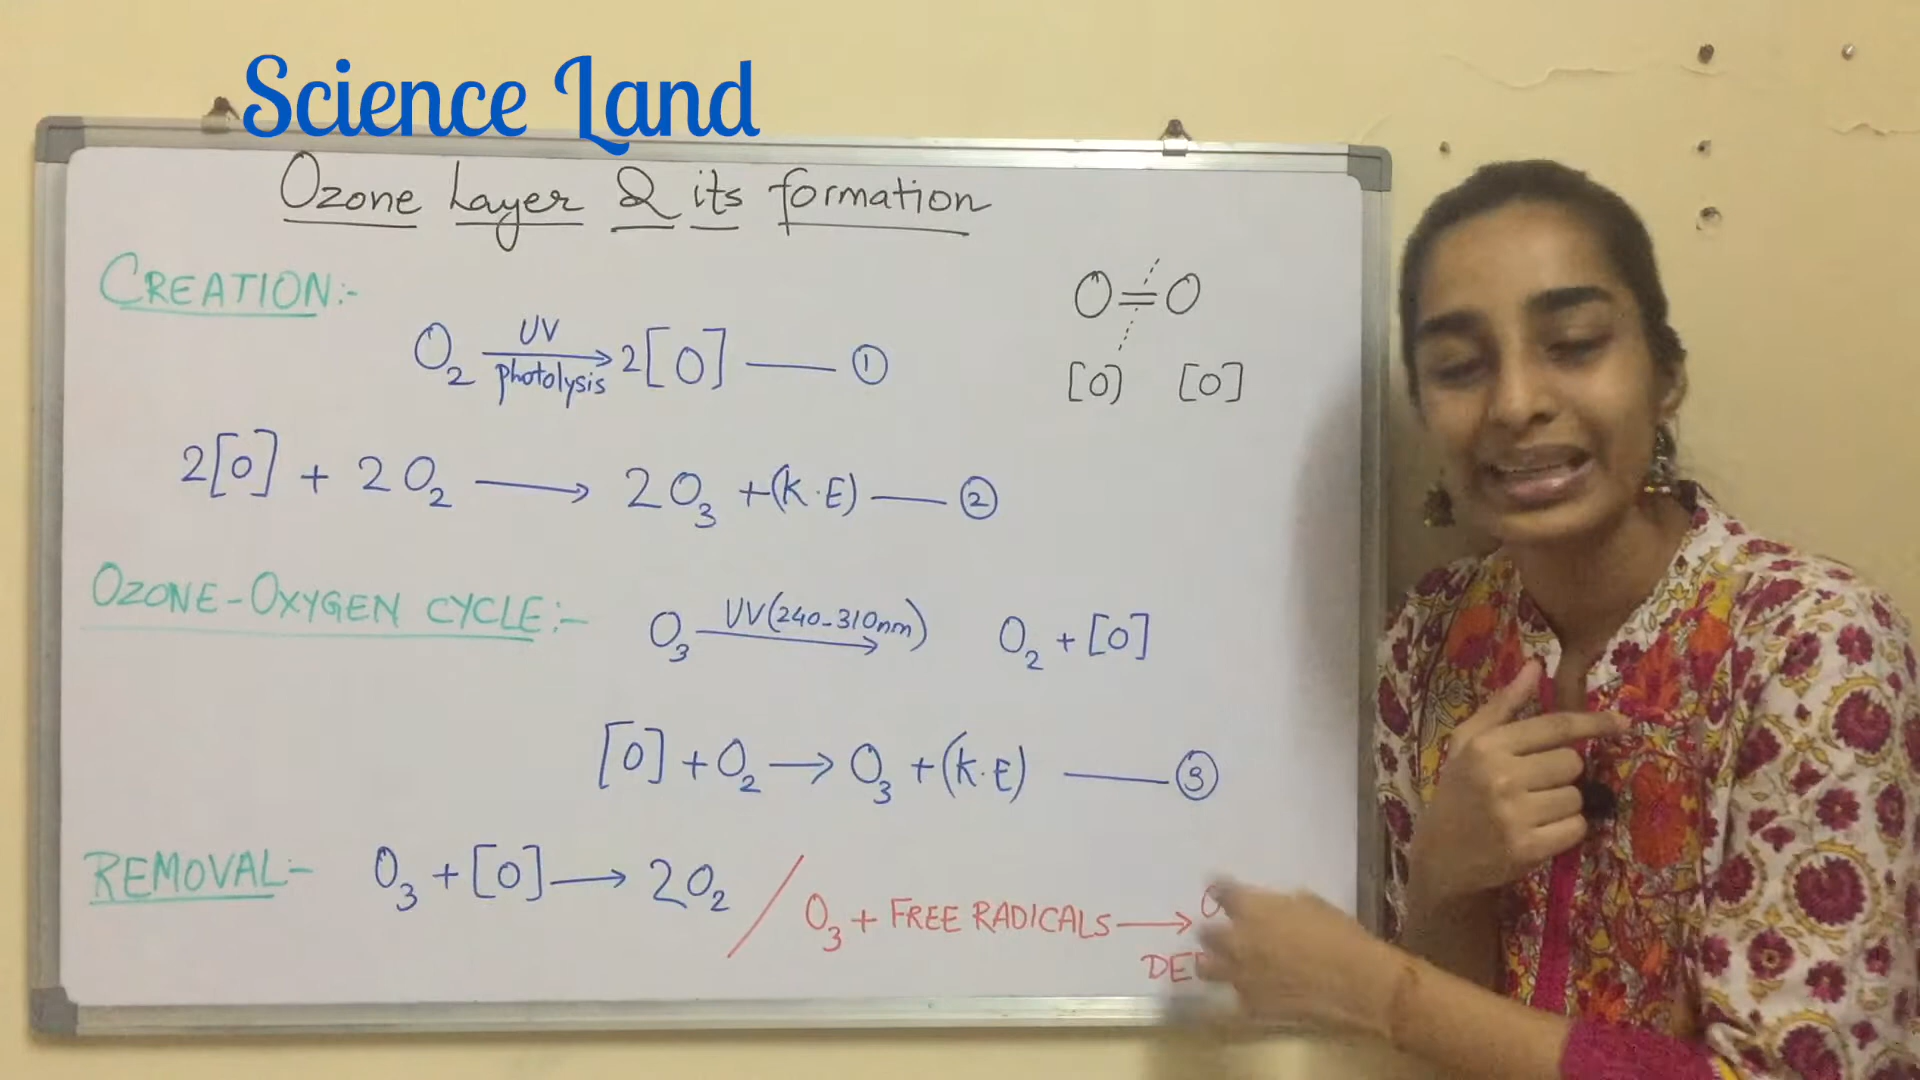 Science Land
Ozone Layer & its formation
CREATION:-
O=O
O₂ UV photolysis → 2[O] — ①
[O] [O]
2[O] + 2O₂ → 2O₃ + (K.E) — ②
OZONE-OXYGEN CYCLE:-
O₃ UV(240-310nm) → O₂ + [O]
[O] + O₂ → O₃ + (K.E) — ③
REMOVAL:- O₃ + [O] → 2O₂ / O₃ + FREE RADICALS →